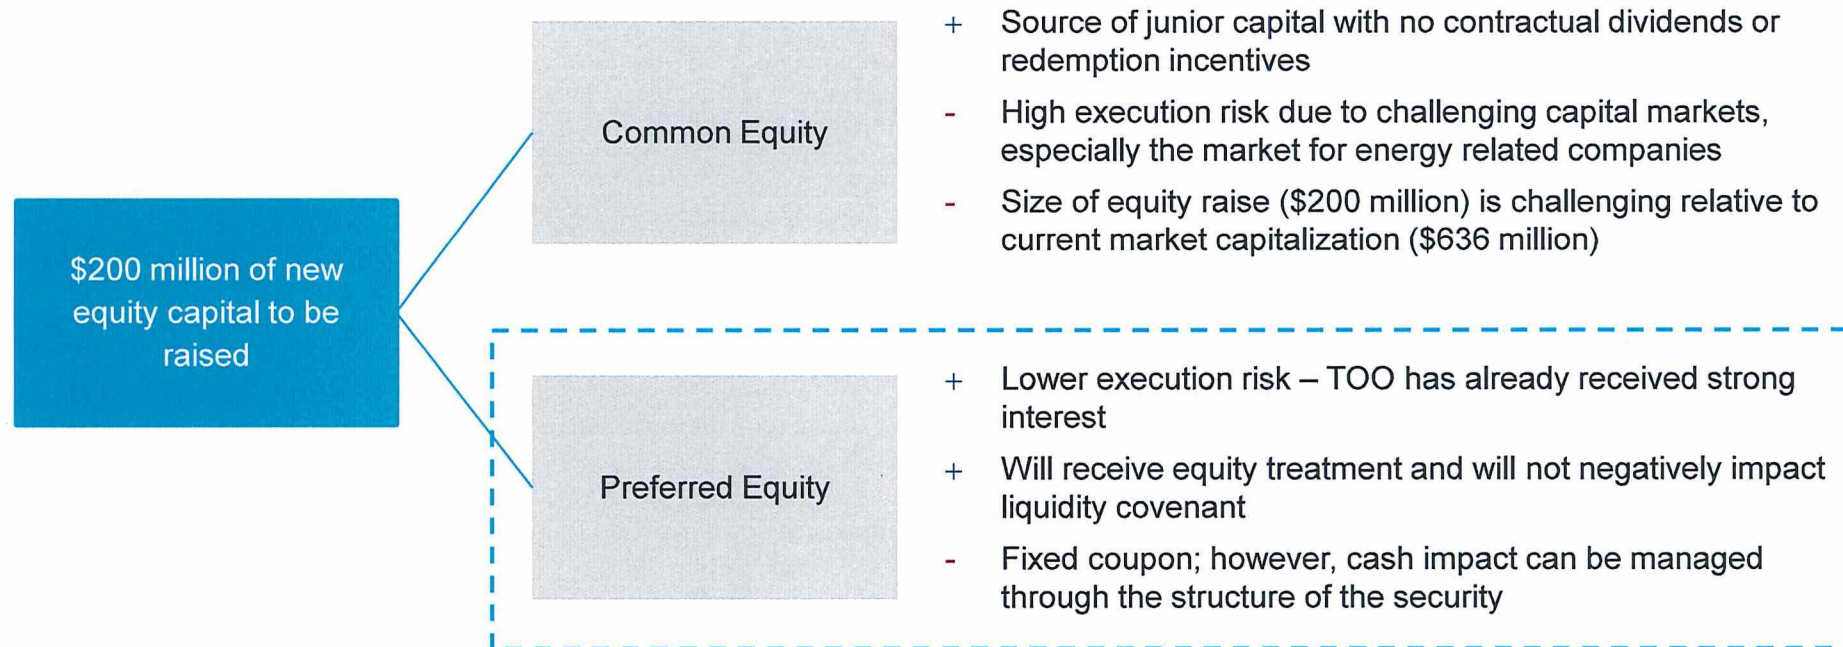 $200 million of new
equity capital to be
raised
Common Equity
+ Source of junior capital with no contractual dividends or
redemption incentives
- High execution risk due to challenging capital markets,
especially the market for energy related companies
- Size of equity raise ($200 million) is challenging relative to
current market capitalization ($636 million)
Preferred Equity
+ Lower execution risk – TOO has already received strong
interest
+ Will receive equity treatment and will not negatively impact
liquidity covenant
- Fixed coupon; however, cash impact can be managed
through the structure of the security